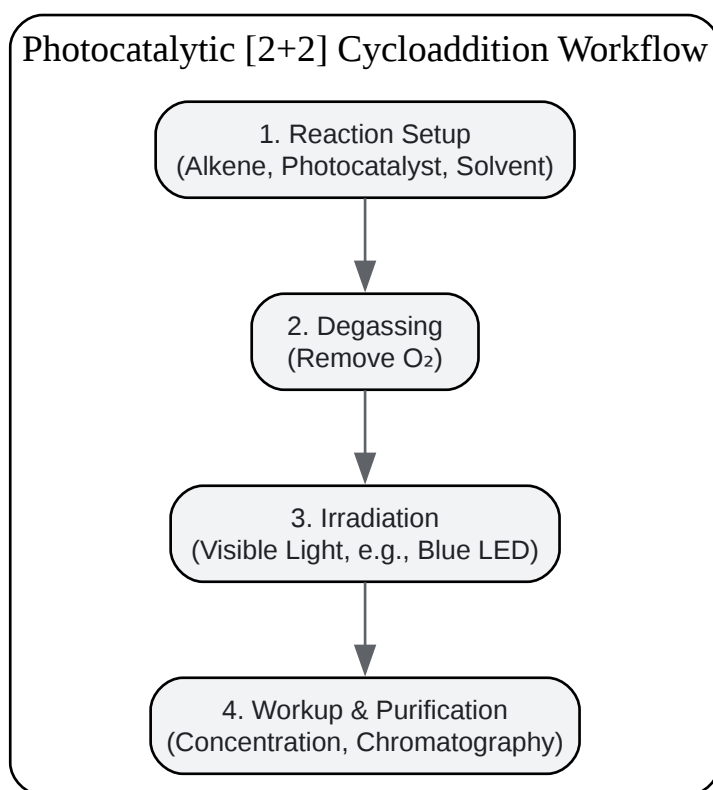 Photocatalytic [2+2] Cycloaddition Workflow
1. Reaction Setup
(Alkene, Photocatalyst, Solvent)
2. Degassing
(Remove O₂)
3. Irradiation
(Visible Light, e.g., Blue LED)
4. Workup & Purification
(Concentration, Chromatography)